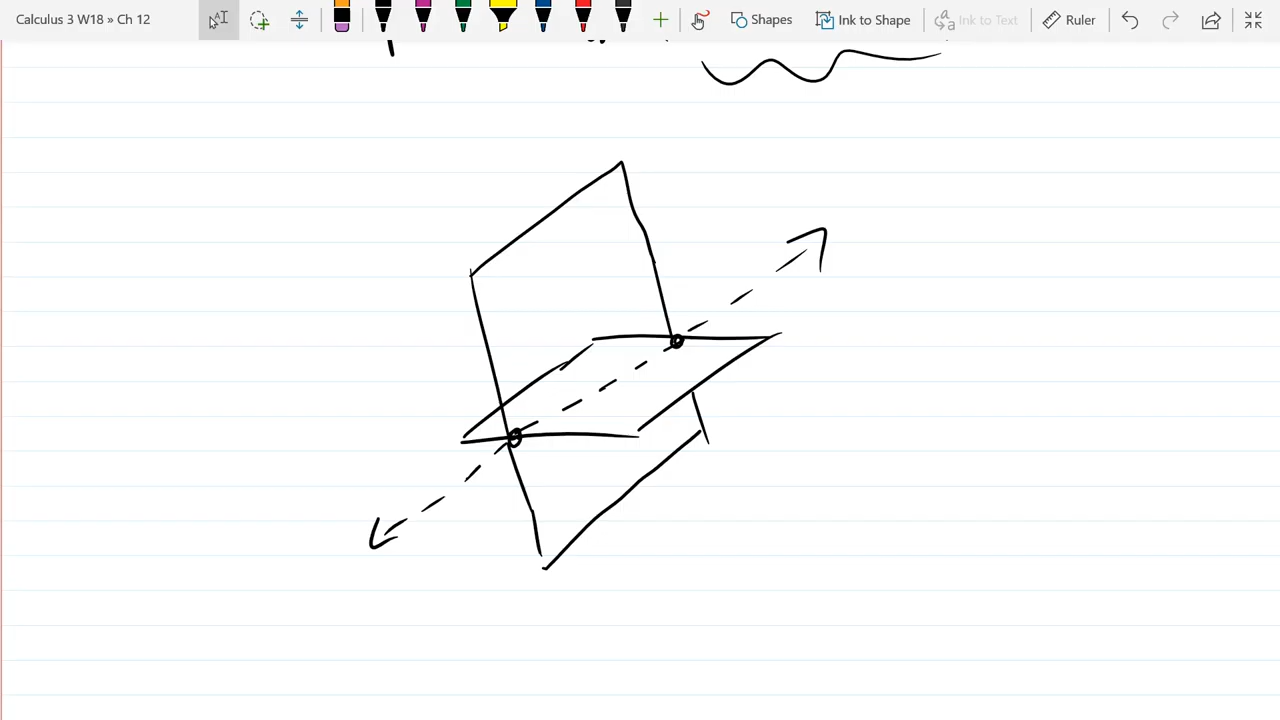 Calculus 3 W18 » Ch 12
Shapes
Ink to Shape
Ink to Text
Ruler